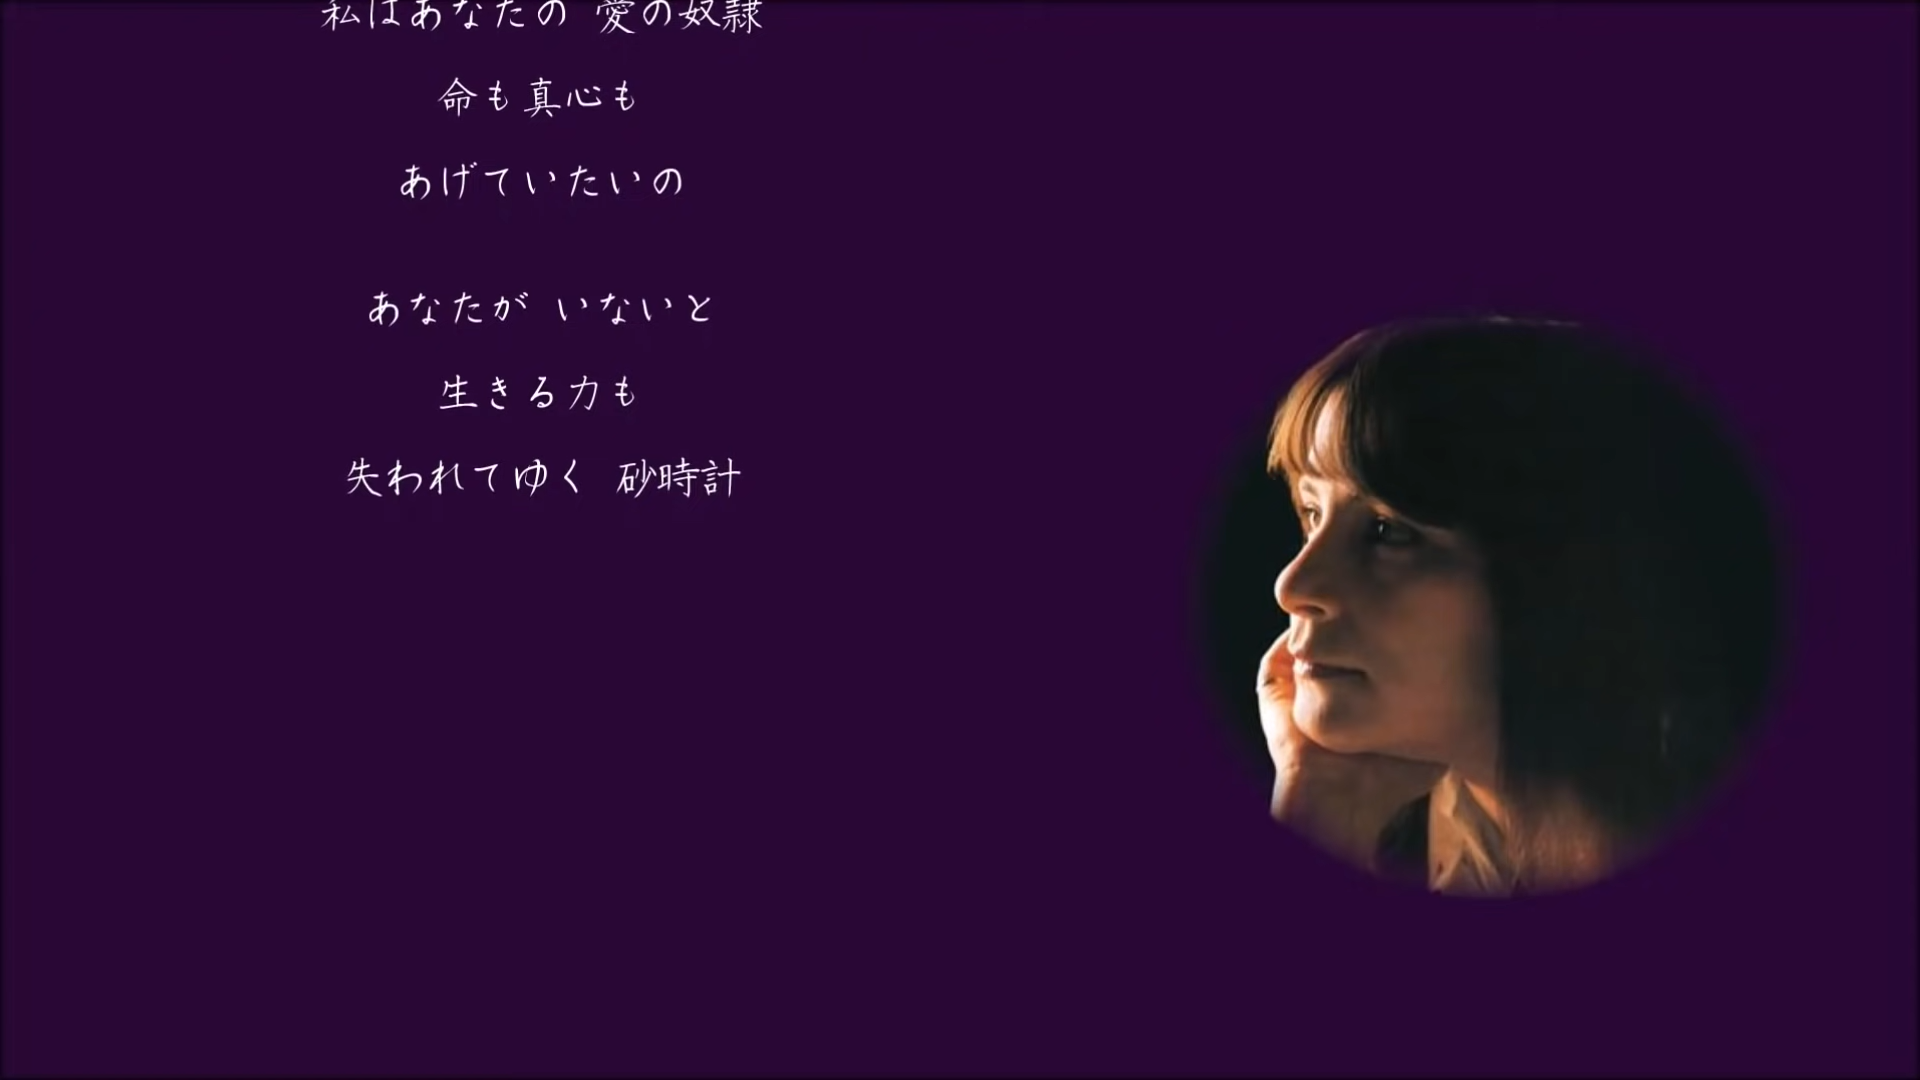 私はあなたの 愛の奴隷
命も真心も
あげていたいの
あなたが いないと
生きる力も
失われてゆく 砂時計